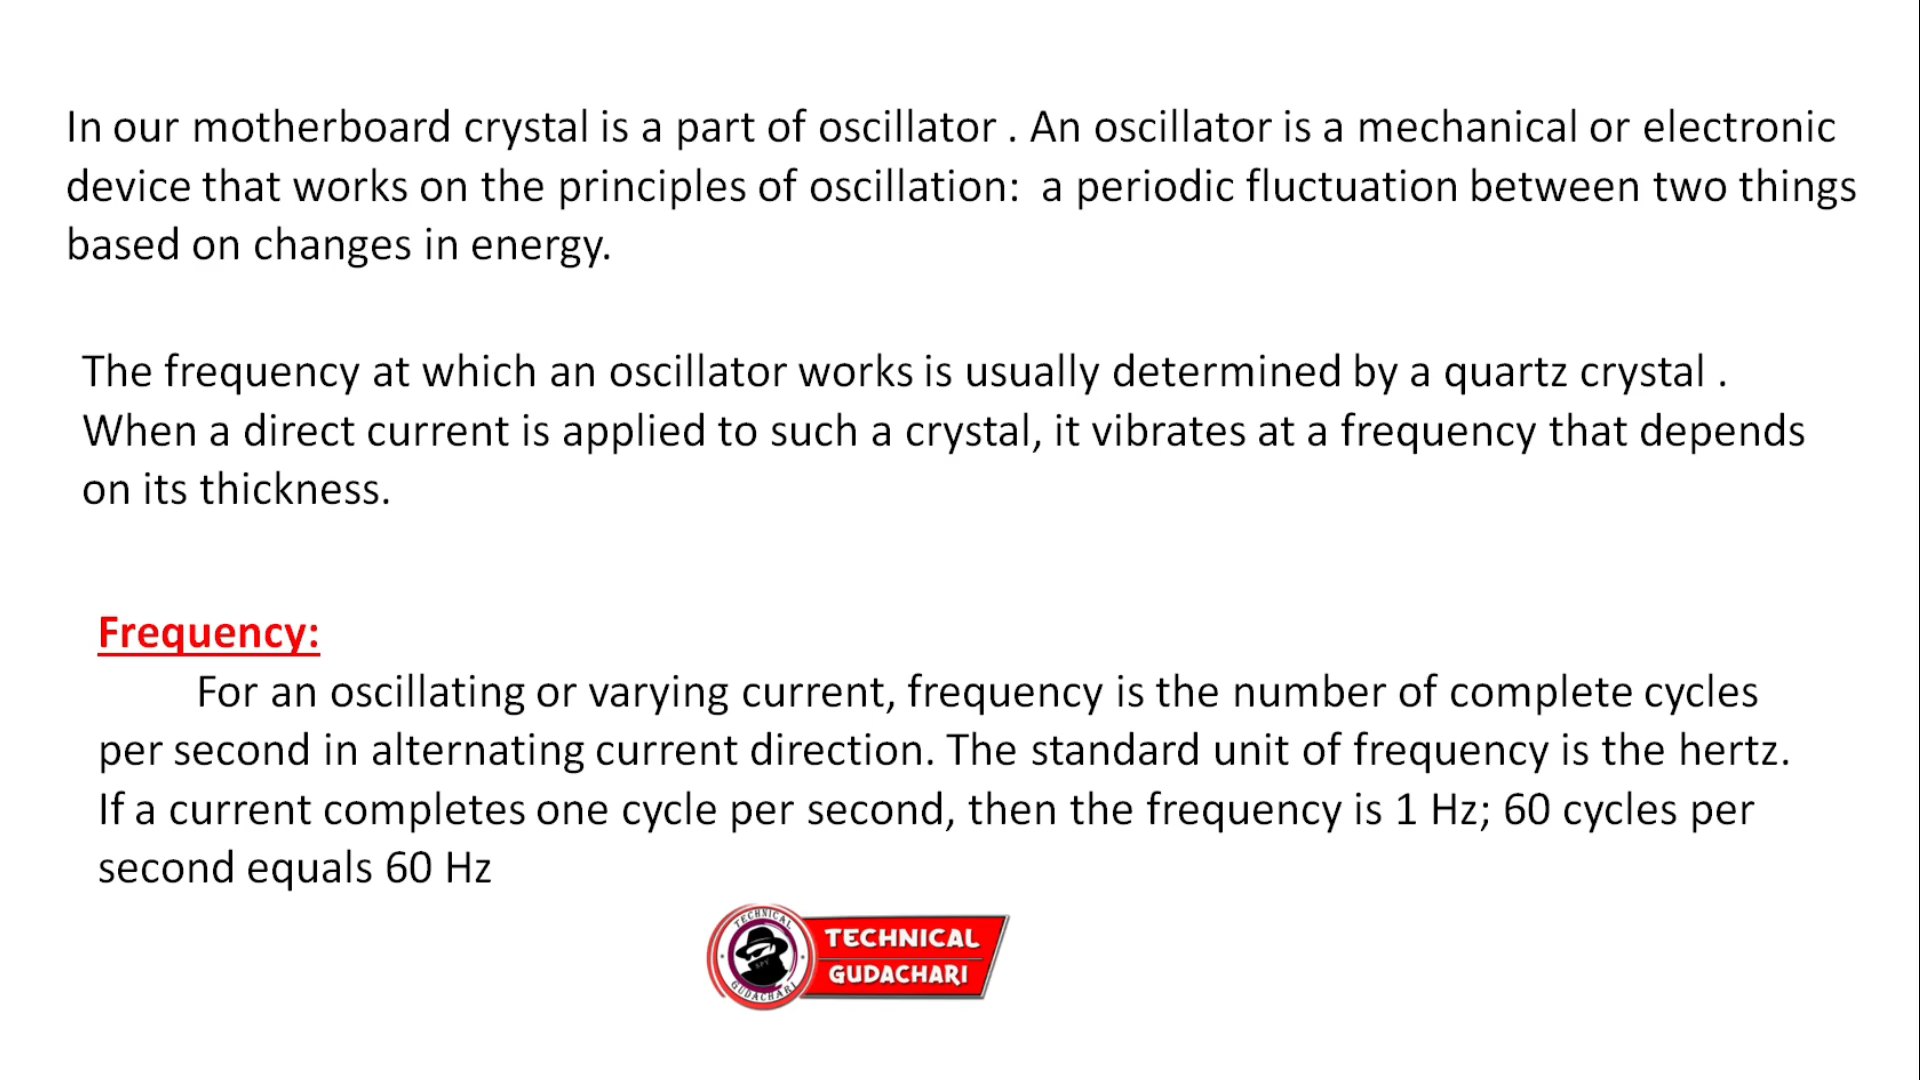 In our motherboard crystal is a part of oscillator . An oscillator is a mechanical or electronic
device that works on the principles of oscillation:  a periodic fluctuation between two things
based on changes in energy.
The frequency at which an oscillator works is usually determined by a quartz crystal .
When a direct current is applied to such a crystal, it vibrates at a frequency that depends
on its thickness.
Frequency:
For an oscillating or varying current, frequency is the number of complete cycles
per second in alternating current direction. The standard unit of frequency is the hertz.
If a current completes one cycle per second, then the frequency is 1 Hz; 60 cycles per
second equals 60 Hz
TECHNICAL
SPY
GUDACHARI
TECHNICAL
GUDACHARI